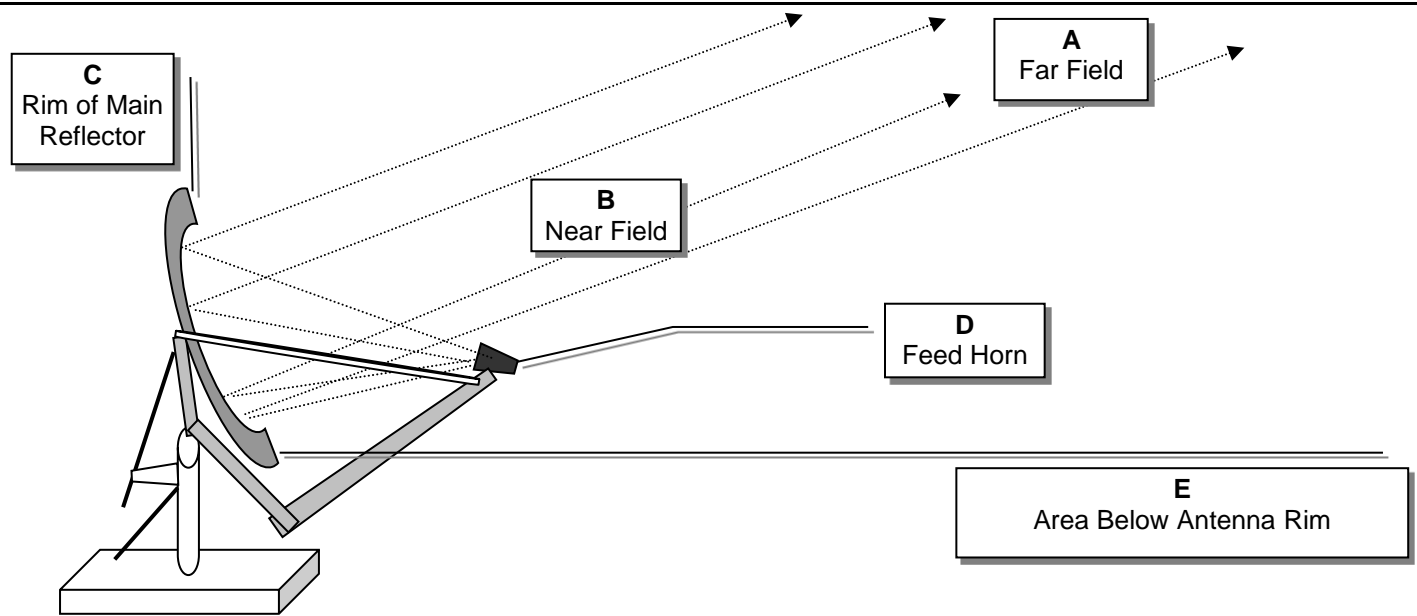 C
Rim of Main
Reflector
A
Far Field
B
Near Field
D
Feed Horn
E
Area Below Antenna Rim